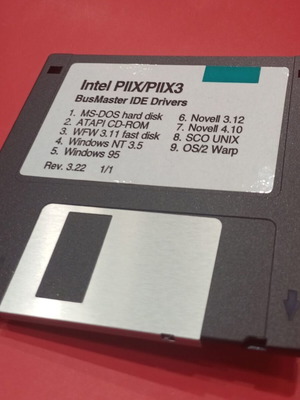 Intel PIIX/PIIX3
BusMaster IDE Drivers
1. MS-DOS hard disk
2. ATAPI CD-ROM
3. WFW 3.11 fast disk
4. Windows NT 3.5
5. Windows 95
6. Novell 3.12
7. Novell 4.10
8. SCO UNIX
9. OS/2 Warp
Rev. 3.22 1/1